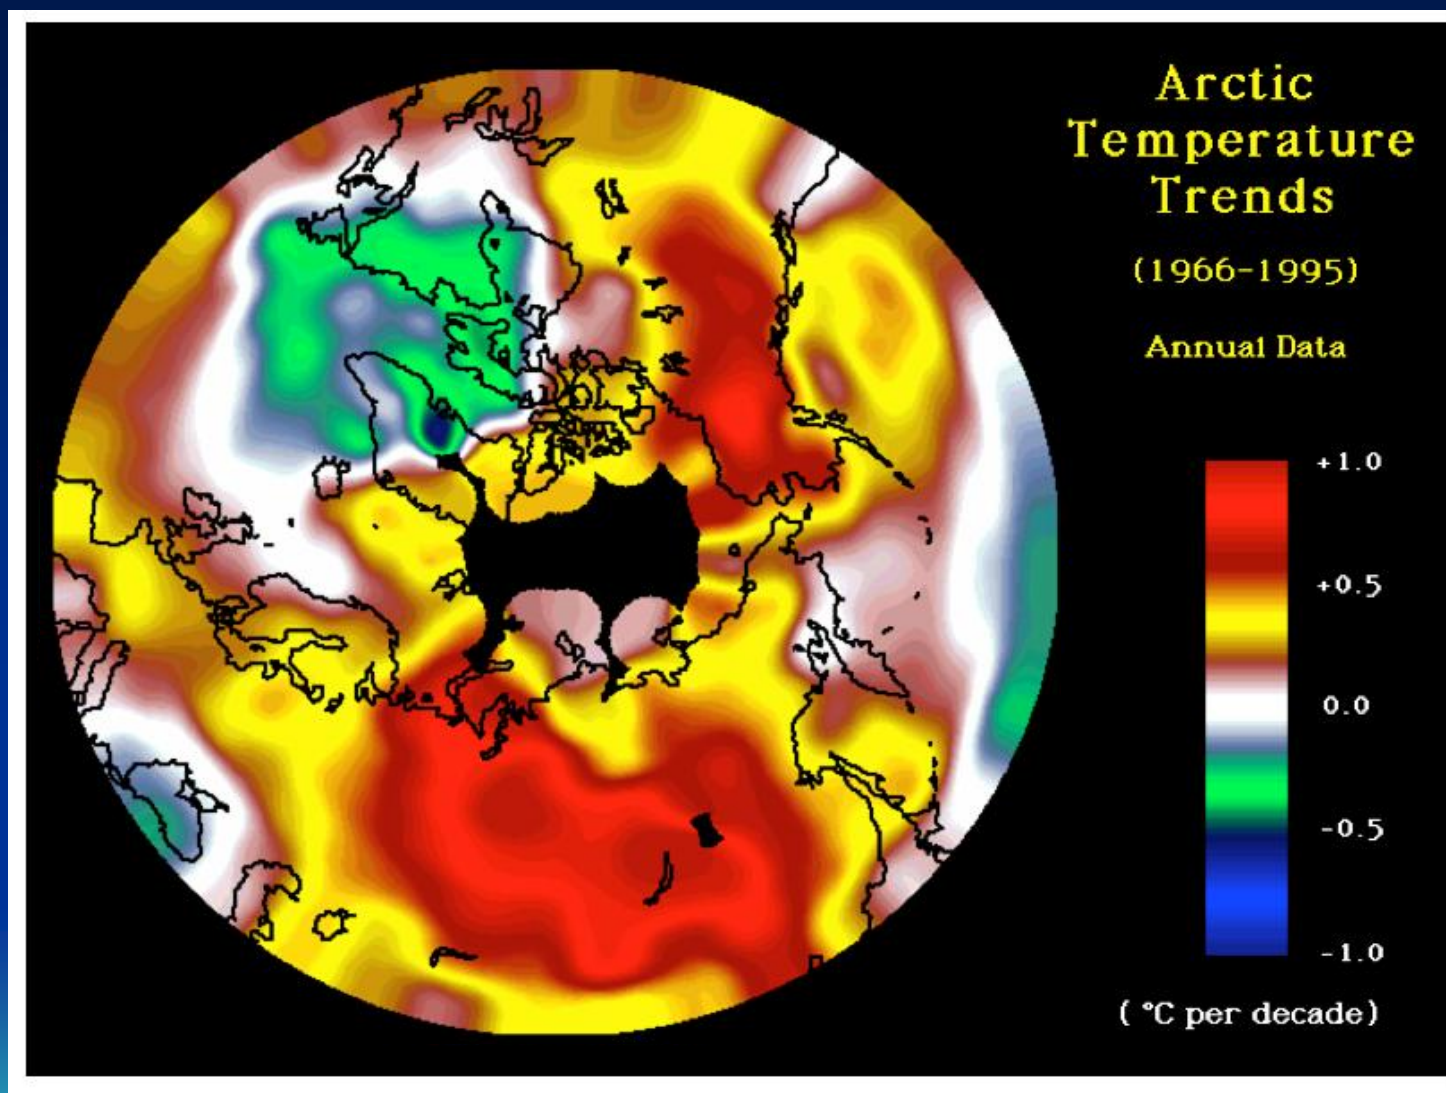 Arctic
Temperature
Trends
(1966-1995)
Annual Data
+1.0
+0.5
0.0
-0.5
-1.0
( °C per decade)